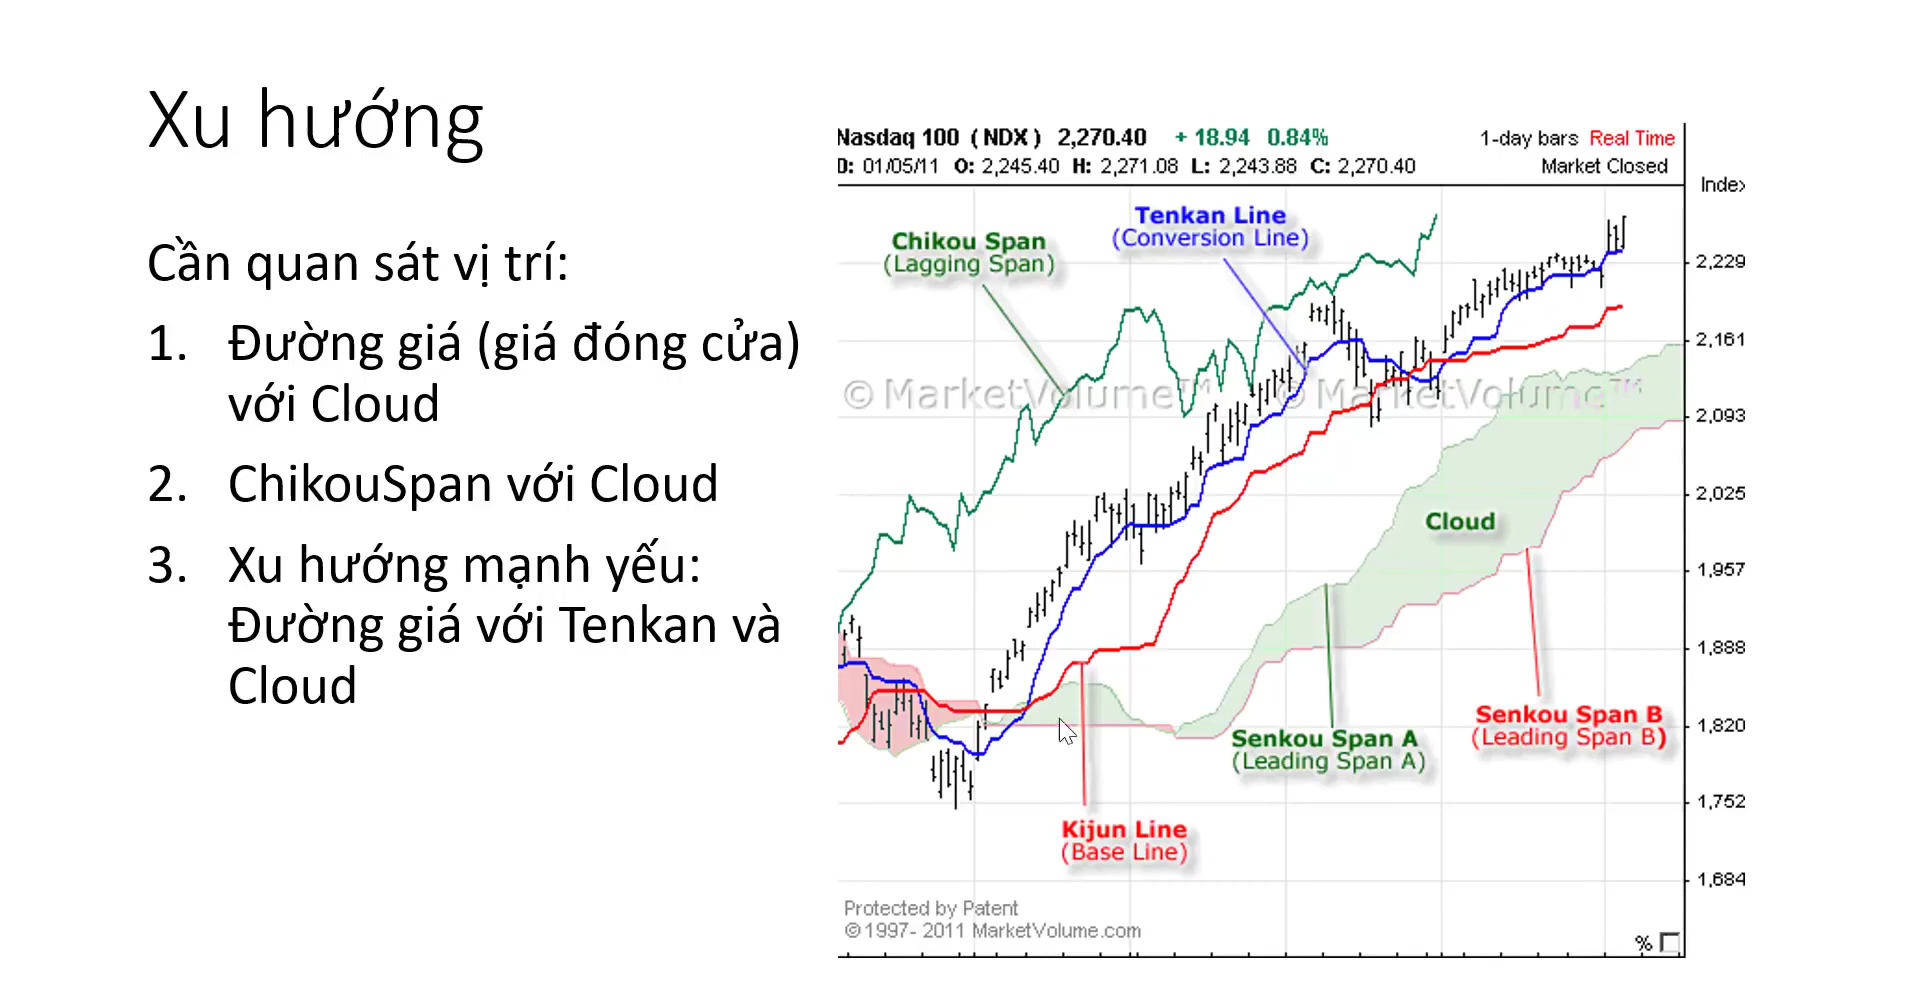 Xu hướng
Cần quan sát vị trí:
1. Đường giá (giá đóng cửa)
với Cloud
2. ChikouSpan với Cloud
3. Xu hướng mạnh yếu:
Đường giá với Tenkan và
Cloud
Nasdaq 100 (NDX) 2,270.40 + 18.94 0.84% 1-day bars Real Time
D: 01/05/11 O: 2,245.40 H: 2,271.08 L: 2,243.88 C: 2,270.40 Market Closed
Index
Tenkan Line
(Conversion Line)
Chikou Span
(Lagging Span)
2,229
2,161
© MarketVolume™ © MarketVolume™
2,093
2,025
Cloud
1,957
1,888
Senkou Span B
(Leading Span B)
1,820
Senkou Span A
(Leading Span A)
1,752
Kijun Line
(Base Line)
1,684
Protected by Patent
©1997- 2011 MarketVolume.com
%